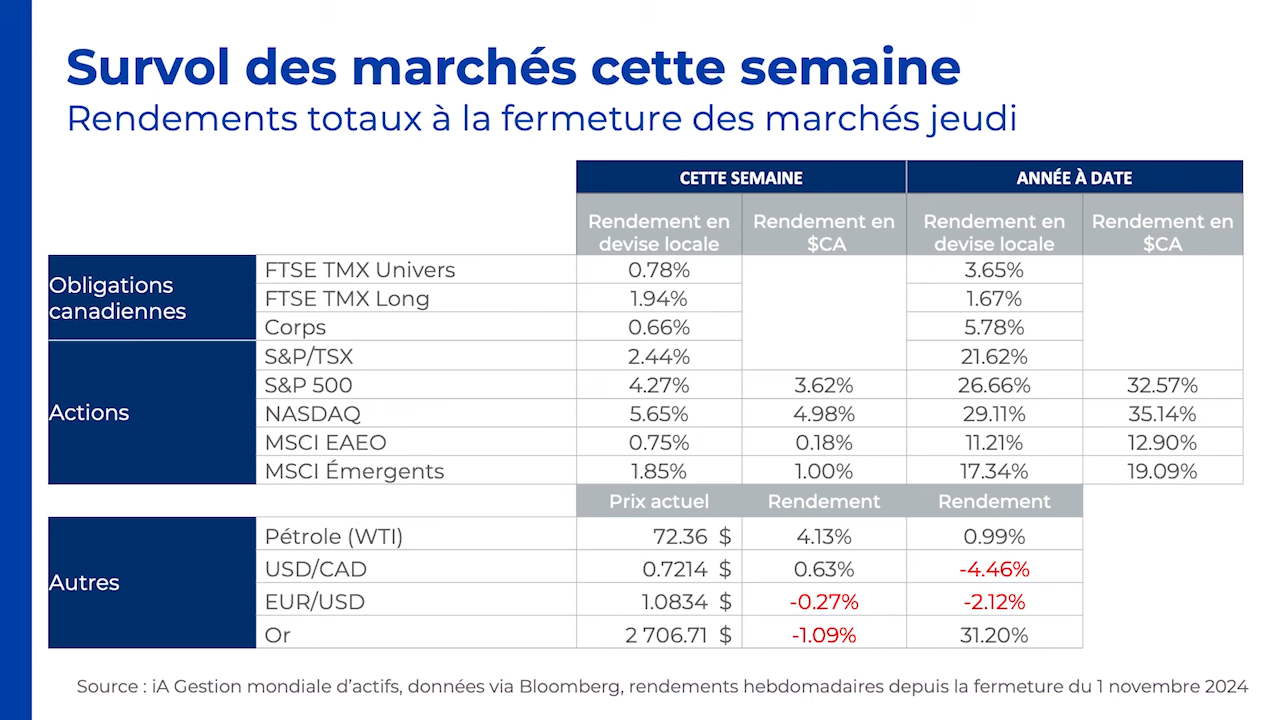 Survol des marchés cette semaine
Rendements totaux à la fermeture des marchés jeudi
CETTE SEMAINE ANNÉE À DATE
Rendement en devise locale Rendement en $CA Rendement en devise locale Rendement en $CA
Obligations canadiennes
FTSE TMX Univers 0.78% 3.65%
FTSE TMX Long 1.94% 1.67%
Corps 0.66% 5.78%
Actions
S&P/TSX 2.44% 21.62%
S&P 500 4.27% 3.62% 26.66% 32.57%
NASDAQ 5.65% 4.98% 29.11% 35.14%
MSCI EAEO 0.75% 0.18% 11.21% 12.90%
MSCI Émergents 1.85% 1.00% 17.34% 19.09%
Prix actuel Rendement Rendement
Autres
Pétrole (WTI) 72.36 $ 4.13% 0.99%
USD/CAD 0.7214 $ 0.63% -4.46%
EUR/USD 1.0834 $ -0.27% -2.12%
Or 2 706.71 $ -1.09% 31.20%
Source : iA Gestion mondiale d'actifs, données via Bloomberg, rendements hebdomadaires depuis la fermeture du 1 novembre 2024